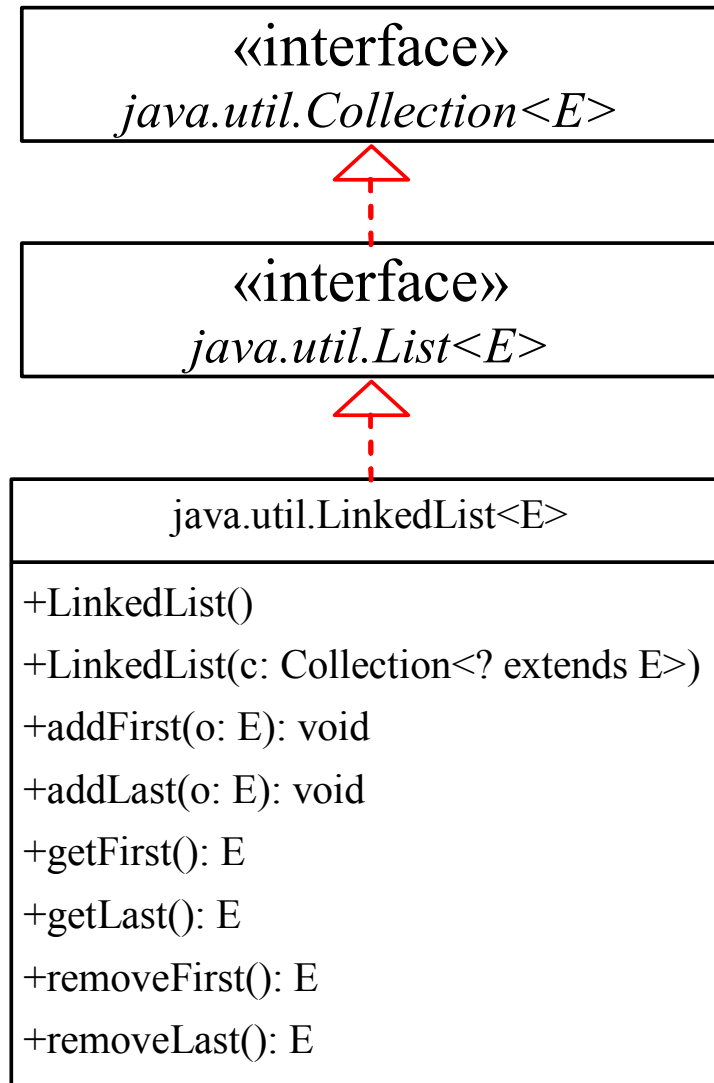 «interface»
java.util.Collection<E>
«interface»
java.util.List<E>
java.util.LinkedList<E>
+LinkedList()
+LinkedList(c: Collection<? extends E>)
+addFirst(o: E): void
+addLast(o: E): void
+getFirst(): E
+getLast(): E
+removeFirst(): E
+removeLast(): E